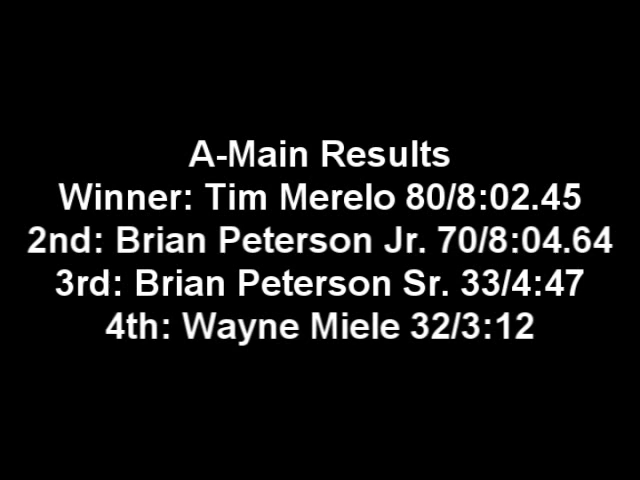 A-Main Results
Winner: Tim Merelo 80/8:02.45
2nd: Brian Peterson Jr. 70/8:04.64
3rd: Brian Peterson Sr. 33/4:47
4th: Wayne Miele 32/3:12